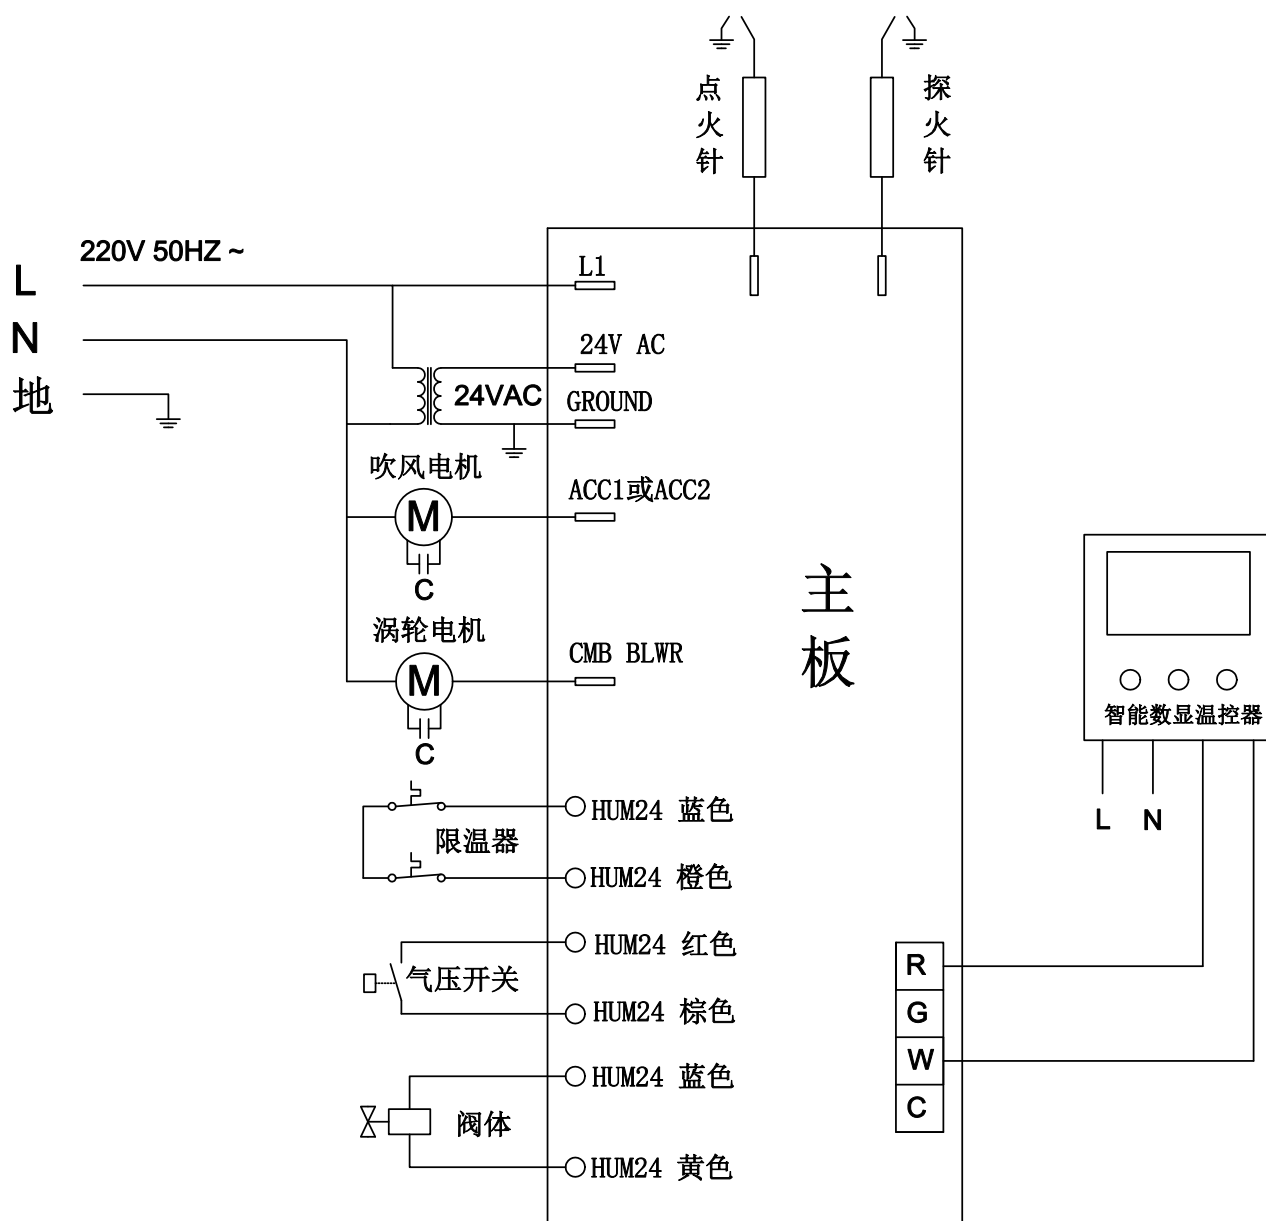 点火针
探火针
220V 50HZ ~
L
L1
N
24V AC
地
24VAC
GROUND
吹风电机
ACC1或ACC2
M
C
主板
涡轮电机
CMB BLWR
M
C
智能数显温控器
L N
HUM24 蓝色
限温器
HUM24 橙色
HUM24 红色
气压开关
HUM24 棕色
R
G
W
C
HUM24 蓝色
阀体
HUM24 黄色